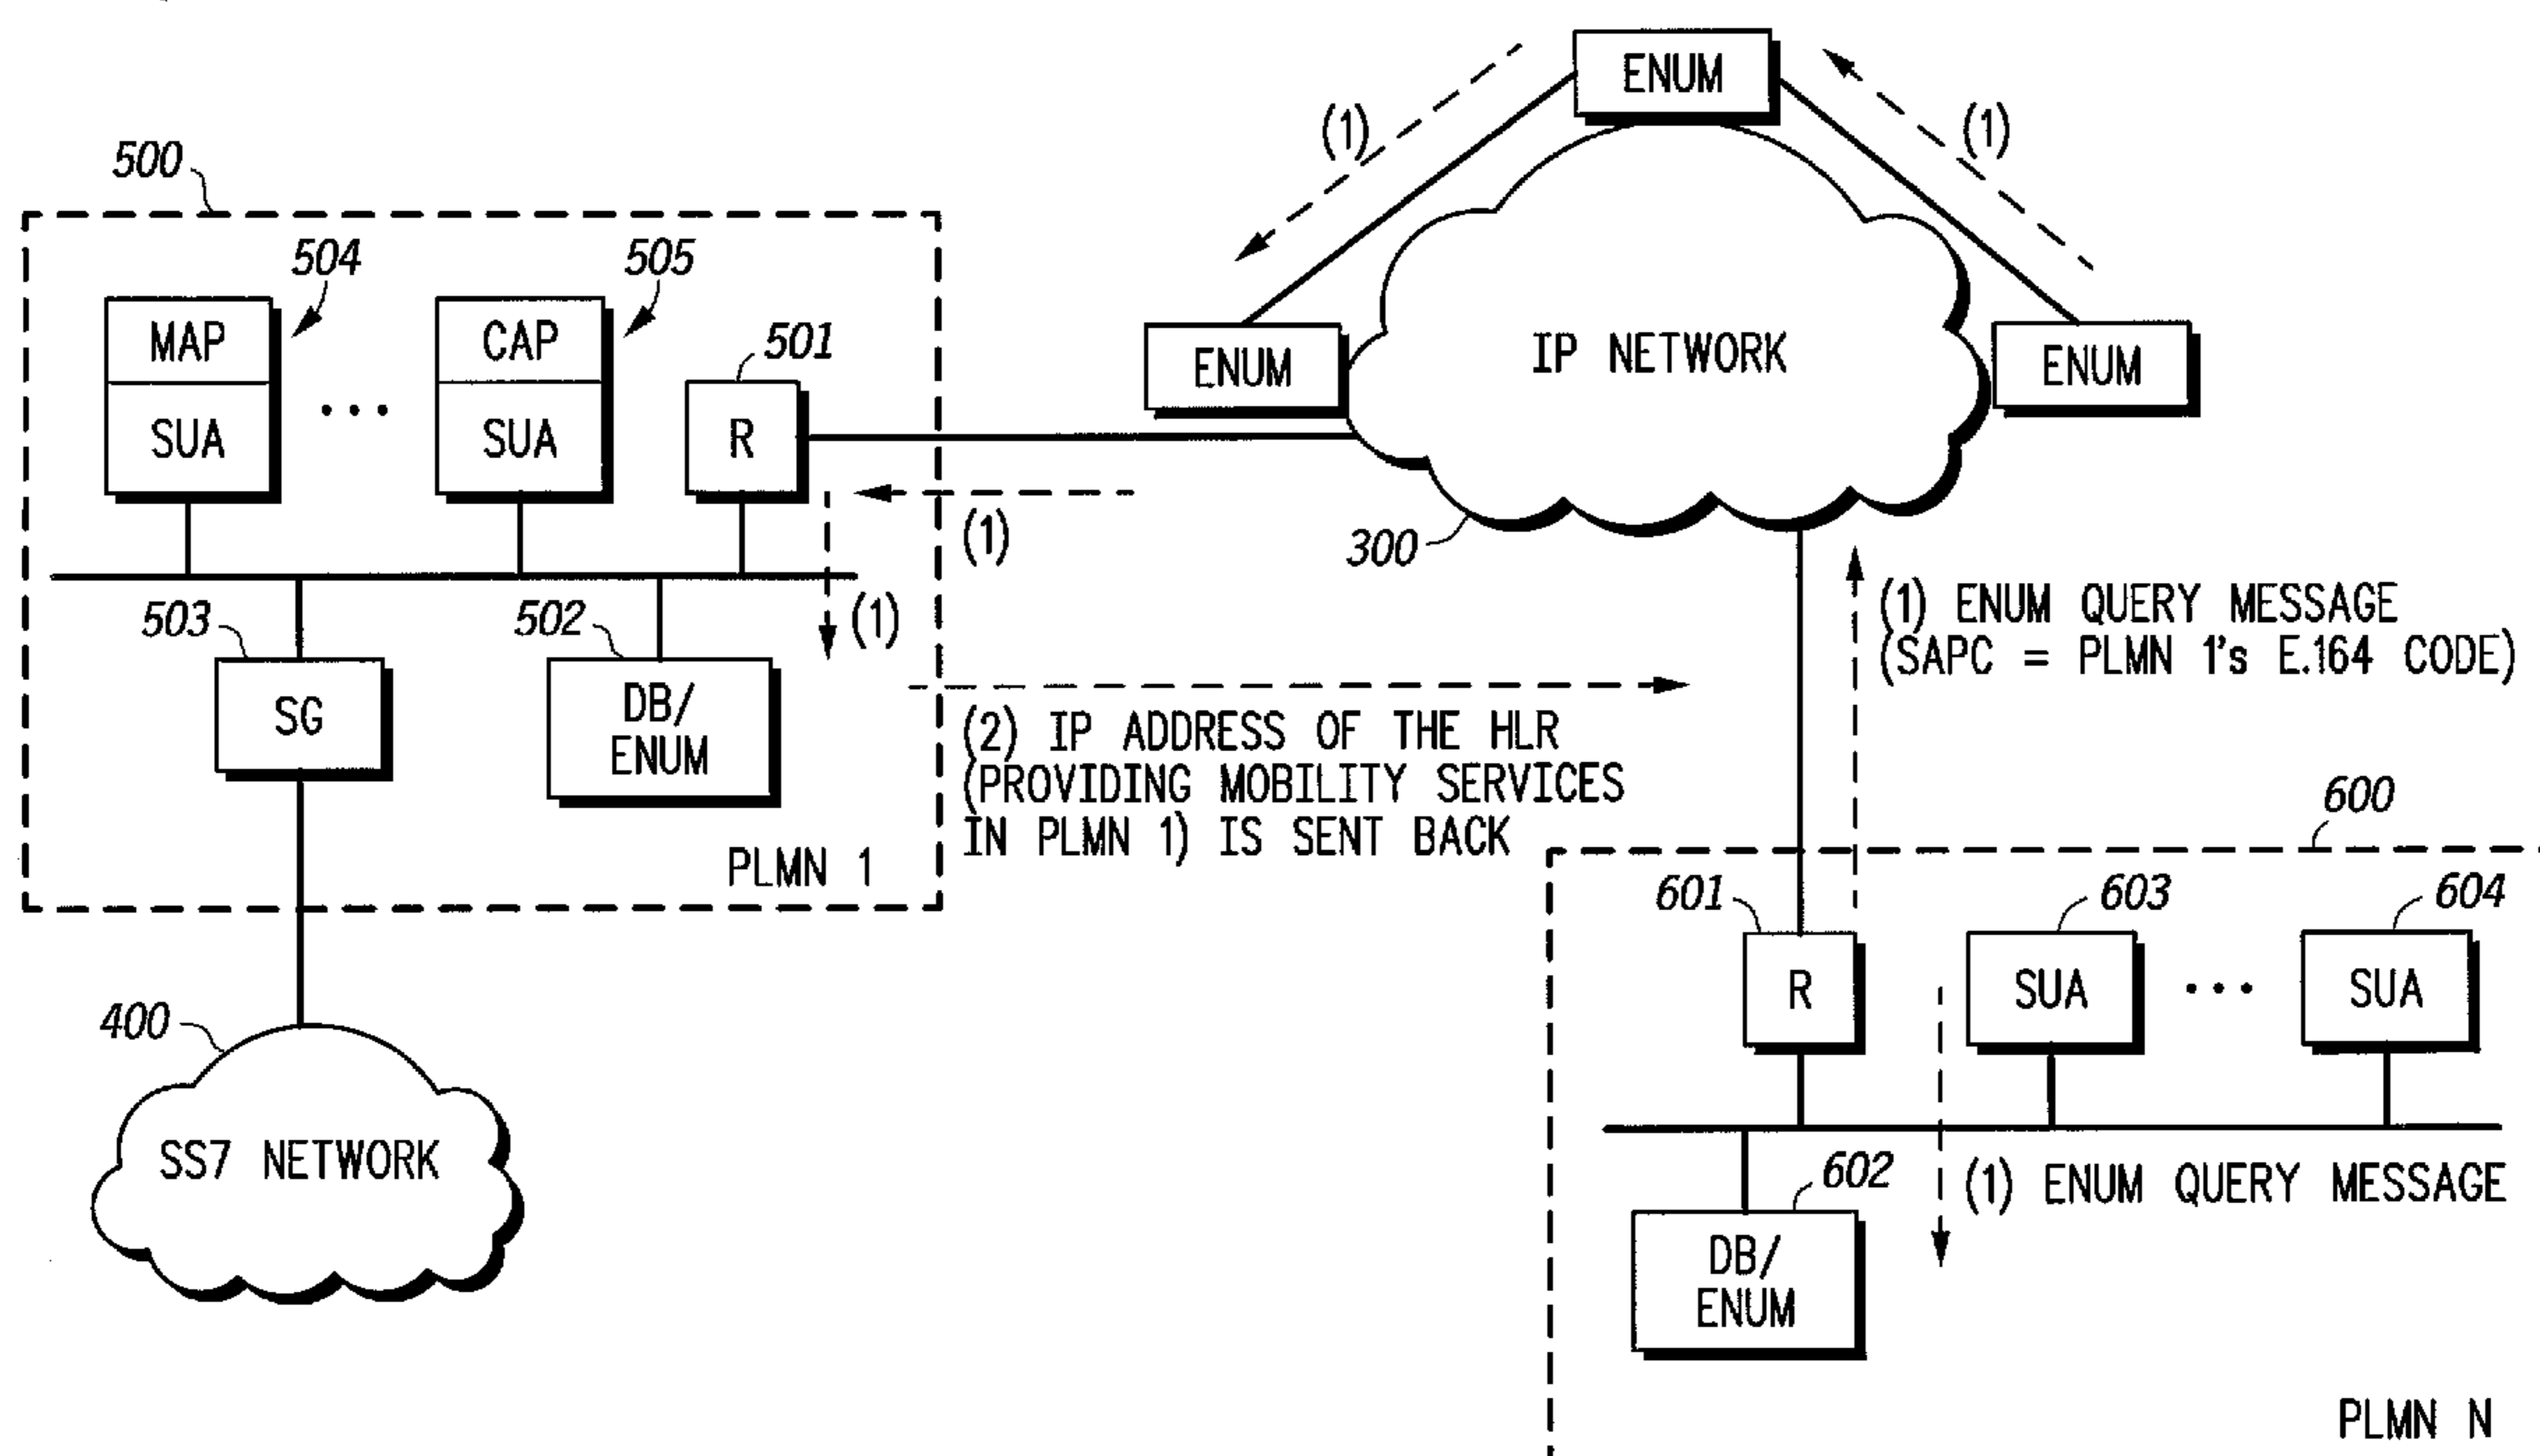 ENUM
(1)
(1)
500
504
505
MAP
SUA
...
CAP
SUA
501
R
ENUM
IP NETWORK
ENUM
(1)
300
503
502
(1)
(1) ENUM QUERY MESSAGE
(SAPC = PLMN 1's E.164 CODE)
SG
DB/
ENUM
(2) IP ADDRESS OF THE HLR
(PROVIDING MOBILITY SERVICES
IN PLMN 1) IS SENT BACK
PLMN 1
600
601
603
604
R
SUA
...
SUA
400
SS7 NETWORK
602
(1) ENUM QUERY MESSAGE
DB/
ENUM
PLMN N